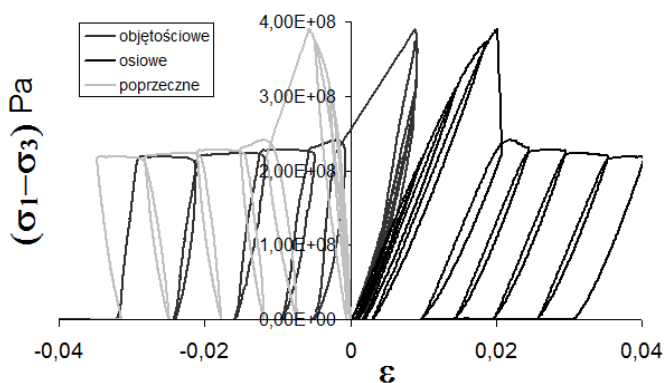 4,00E+08
objętościowe
osiowe
poprzeczne
3,00E+08
(σ1−σ3) Pa
2,00E+08
1,00E+08
0,00E+08
-0,04
-0,02
0
0,02
0,04
ε